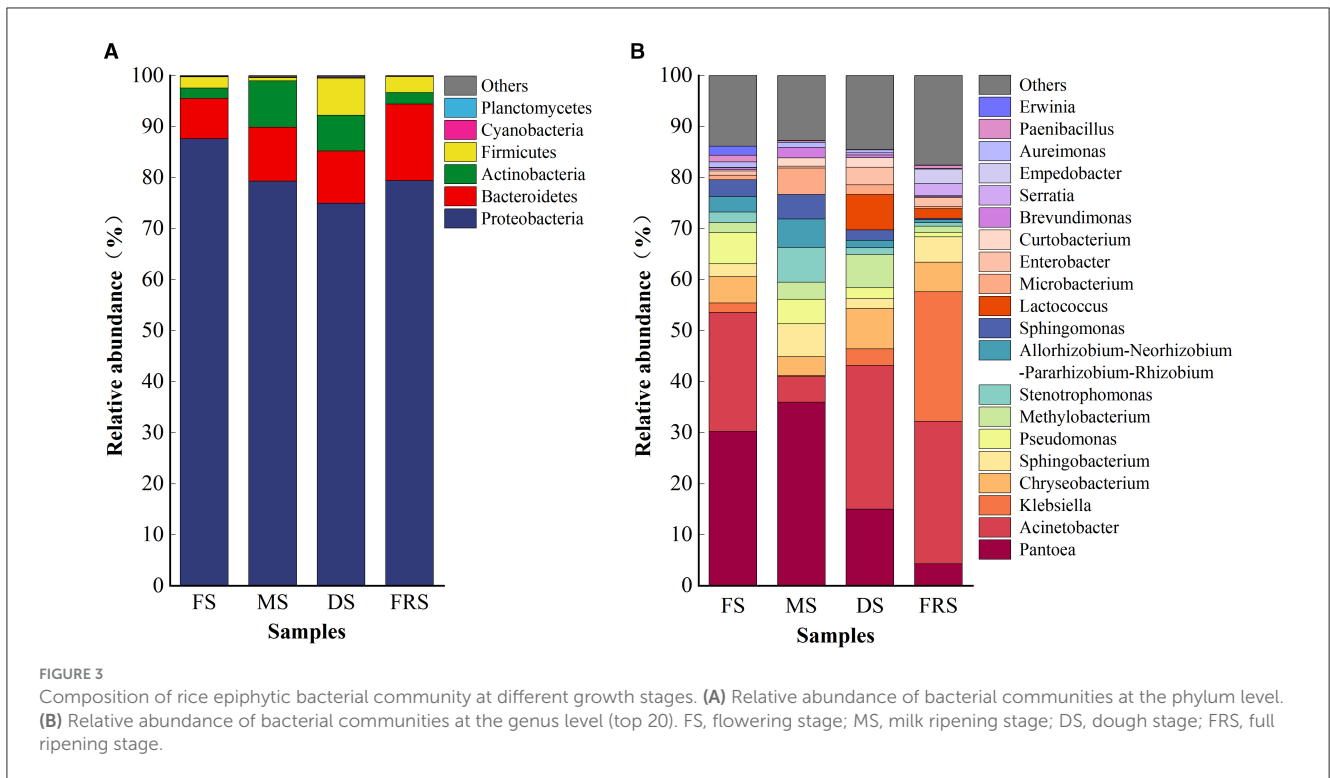 A
Relative abundance（%）
100
90
80
70
60
50
40
30
20
10
0
FS MS DS FRS
Samples
Others
Planctomycetes
Cyanobacteria
Firmicutes
Actinobacteria
Bacteroidetes
Proteobacteria
B
Relative abundance（%）
100
90
80
70
60
50
40
30
20
10
0
FS MS DS FRS
Samples
Others
Erwinia
Paenibacillus
Aureimonas
Empedobacter
Serratia
Brevundimonas
Curtobacterium
Enterobacter
Microbacterium
Lactococcus
Sphingomonas
Allorhizobium-Neorhizobium
-Pararhizobium-Rhizobium
Stenotrophomonas
Methylobacterium
Pseudomonas
Sphingobacterium
Chryseobacterium
Klebsiella
Acinetobacter
Pantoea
FIGURE 3
Composition of rice epiphytic bacterial community at different growth stages. (A) Relative abundance of bacterial communities at the phylum level.
(B) Relative abundance of bacterial communities at the genus level (top 20). FS, flowering stage; MS, milk ripening stage; DS, dough stage; FRS, full
ripening stage.